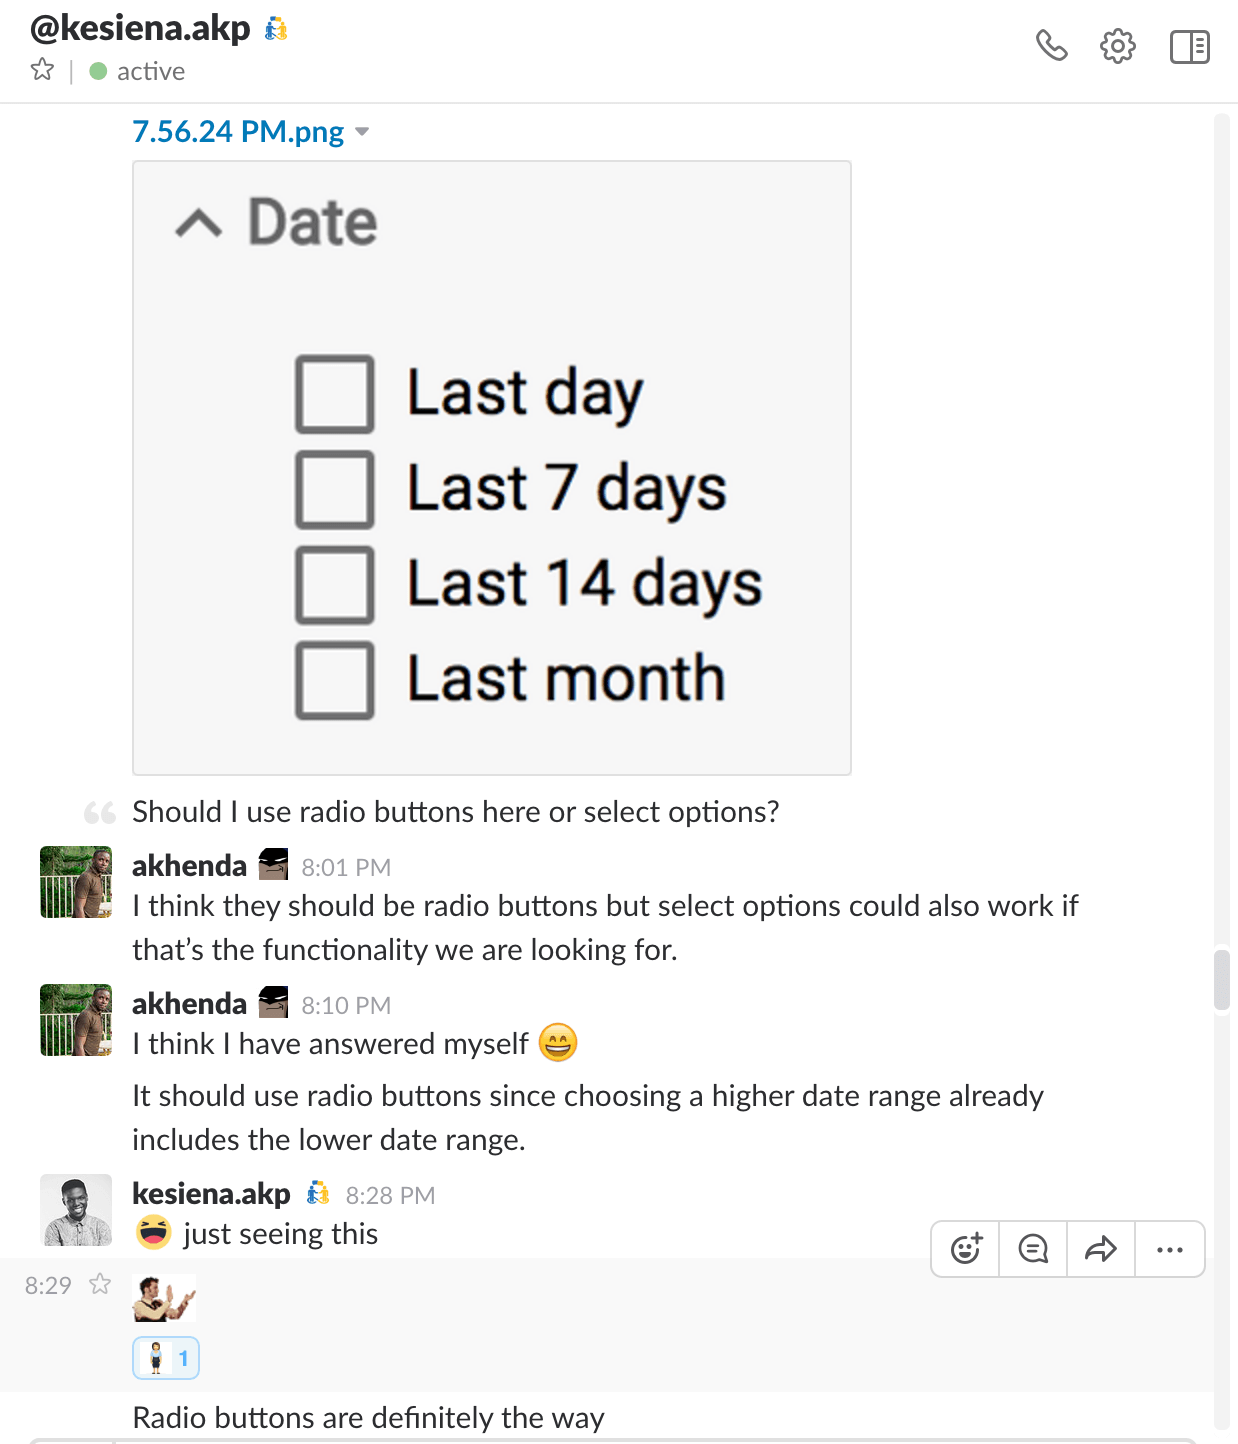 @kesiena.akp
active
7.56.24 PM.png
Date
Last day
Last 7 days
Last 14 days
Last month
Should I use radio buttons here or select options?
akhenda 8:01 PM
I think they should be radio buttons but select options could also work if
that’s the functionality we are looking for.
akhenda 8:10 PM
I think I have answered myself
It should use radio buttons since choosing a higher date range already
includes the lower date range.
kesiena.akp 8:28 PM
just seeing this
8:29
1
Radio buttons are definitely the way